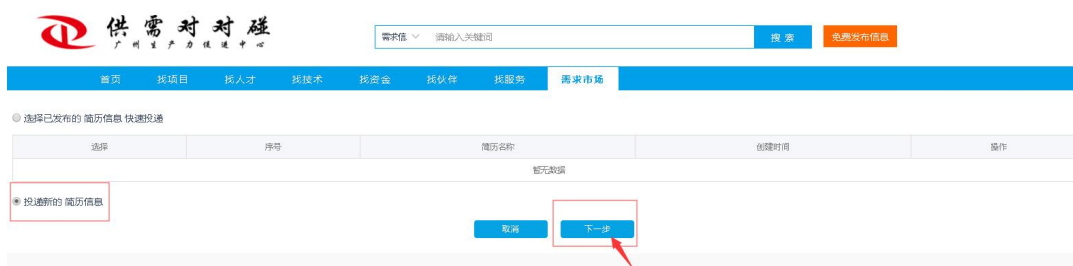 供需对对碰
广州生产力促进中心
需求信 请输入关键词 搜索 免费发布信息
首页 找项目 找人才 找技术 找资金 找伙伴 找服务 需求市场
选择已发布的 简历信息 快速投递
选择 序号 简历名称 创建时间 操作
暂无数据
投递新的 简历信息
取消 下一步